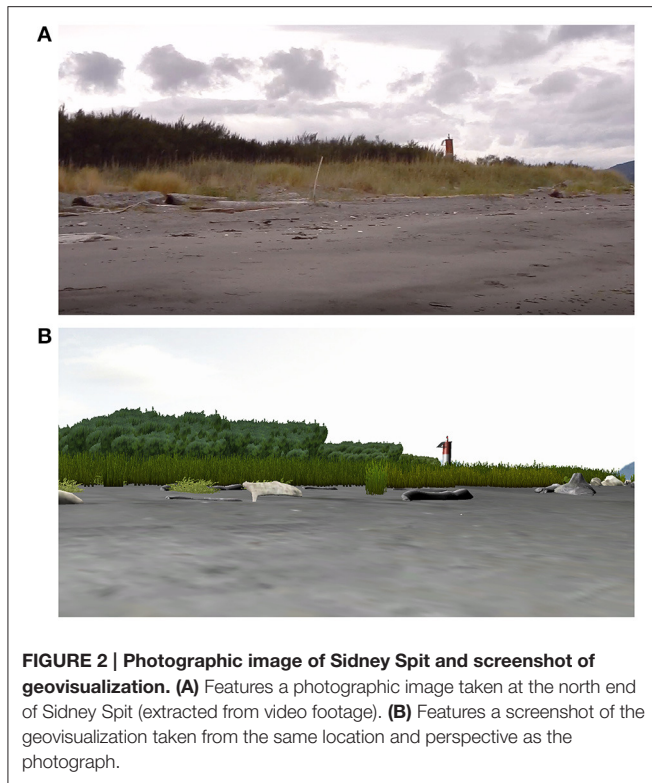 A
B
FIGURE 2 | Photographic image of Sidney Spit and screenshot of
geovisualization. (A) Features a photographic image taken at the north end
of Sidney Spit (extracted from video footage). (B) Features a screenshot of the
geovisualization taken from the same location and perspective as the
photograph.